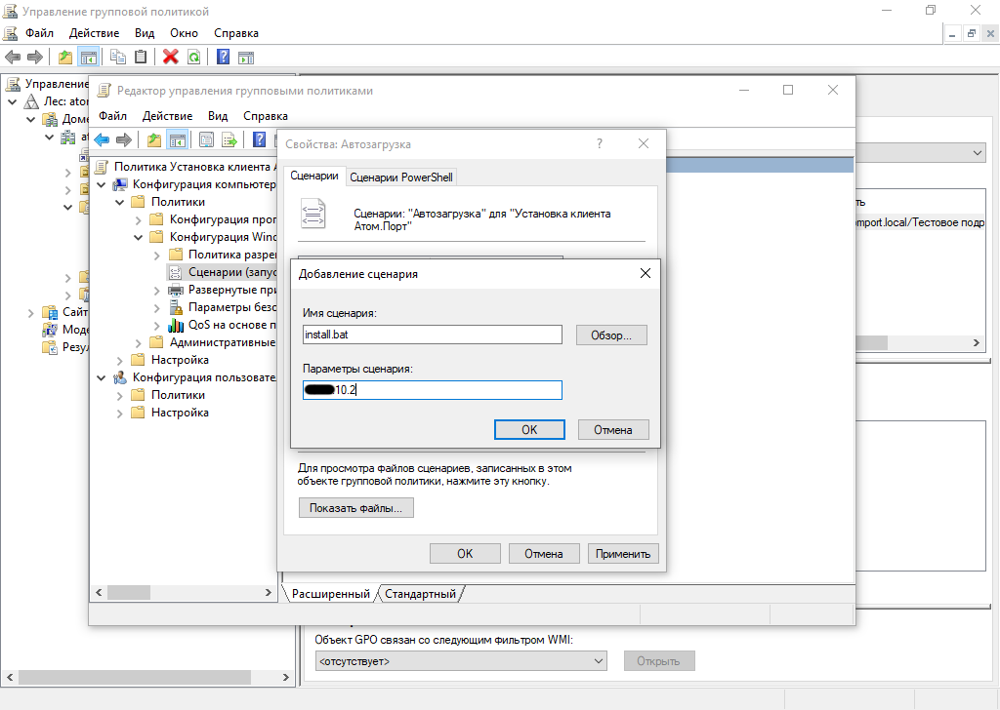 Управление групповой политикой
Файл Действие Вид Окно Справка
Управление
Лес: ator
Доме
Сайт
Моде
Резул
Редактор управления групповыми политиками
Файл Действие Вид Справка
Политика Установка клиента А
Конфигурация компьютер
Политики
Конфигурация прог
Конфигурация Winc
Политика разре
Сценарии (запус
Развернутые при
Параметры безо
QoS на основе п
Административные
Настройка
Конфигурация пользовате
Политики
Настройка
Расширенный Стандартный
Свойства: Автозагрузка
Сценарии Сценарии PowerShell
Сценарии: "Автозагрузка" для "Установка клиента
Атом.Порт"
Добавление сценария
Имя сценария:
install.bat
Обзор...
Параметры сценария:
10.2
OK Отмена
Для просмотра файлов сценариев, записанных в этом
объекте групповой политики, нажмите эту кнопку.
Показать файлы...
OK Отмена Применить
ть
omport.local/Тестовое подр
Объект GPO связан со следующим фильтром WMI:
<отсутствует>
Открыть